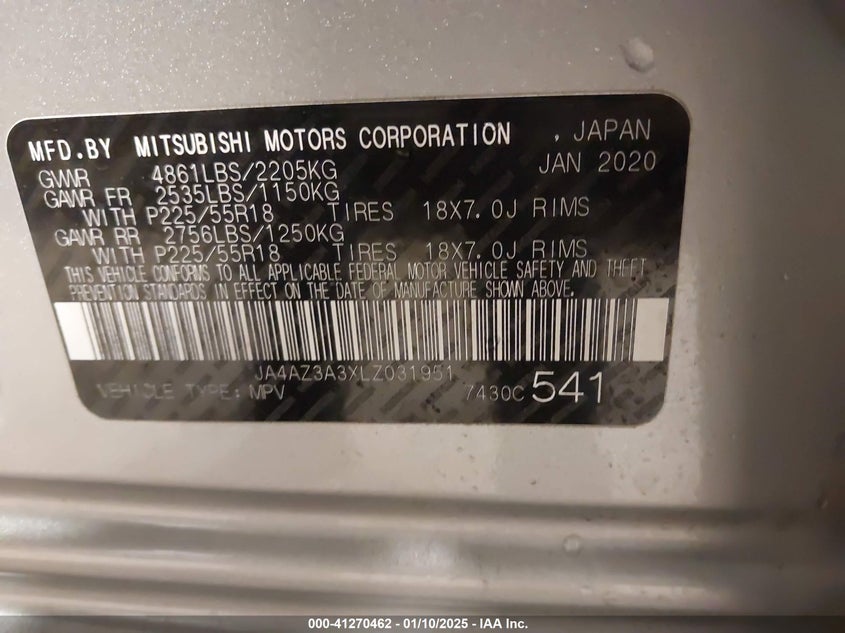 MFD.BY MITSUBISHI MOTORS CORPORATION , JAPAN
GVWR 4861LBS/2205KG JAN 2020
GAWR FR 2535LBS/1150KG
WITH P225/55R18 TIRES 18X7.0J RIMS
GAWR RR 2756LBS/1250KG
WITH P225/55R18 TIRES 18X7.0J RIMS
THIS VEHICLE CONFORMS TO ALL APPLICABLE FEDERAL MOTOR VEHICLE SAFETY AND THEFT
PREVENTION STANDARDS IN EFFECT ON THE DATE OF MANUFACTURE SHOWN ABOVE.
JA4AZ3A3XLZ031951
VEHICLE TYPE: MPV 7430C 541
000-41270462 - 01/10/2025 - IAA Inc.